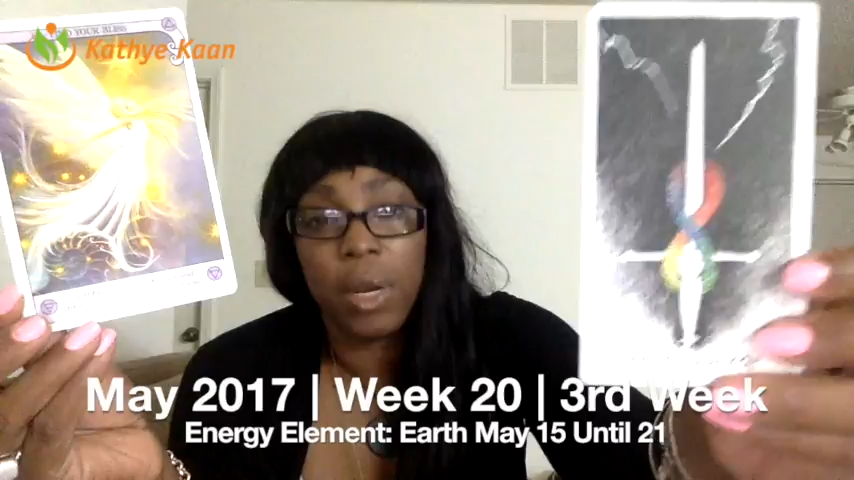 YOUR BLISS
Kathye Kaan
May 2017 | Week 20 | 3rd Week
Energy Element: Earth May 15 Until 21